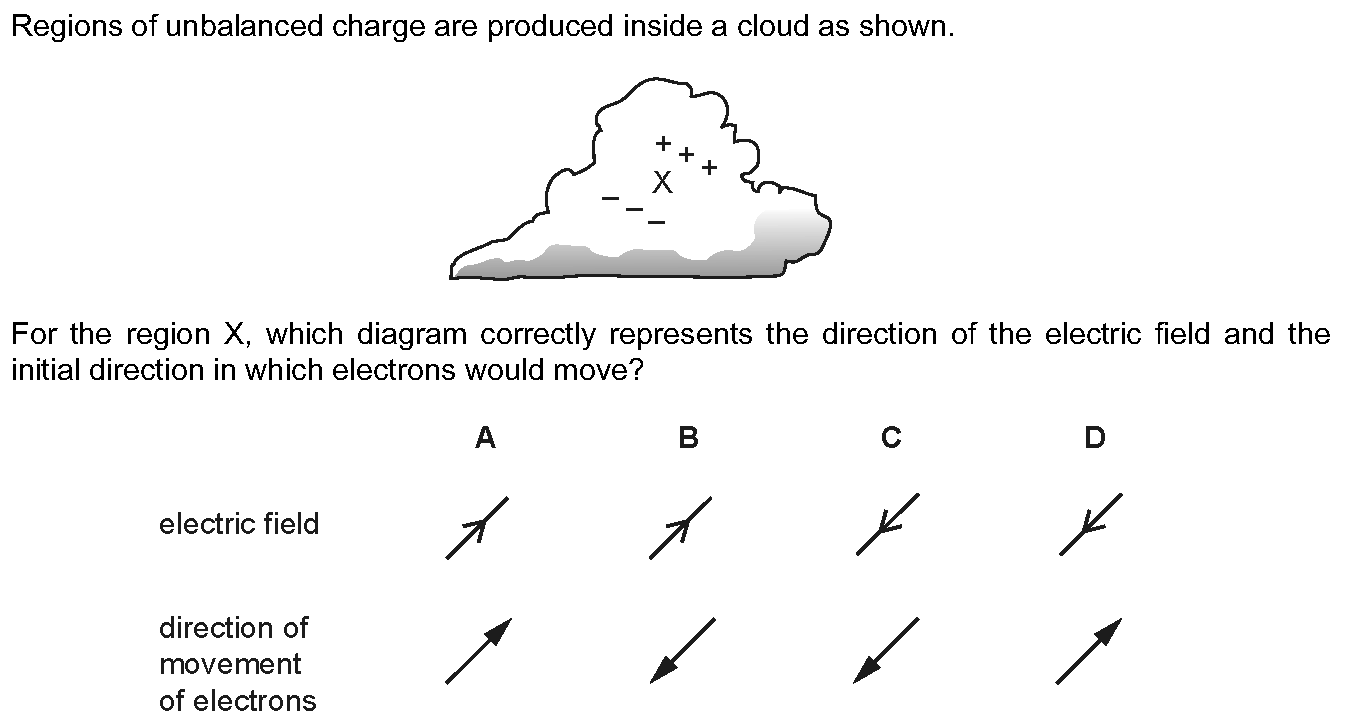 Regions of unbalanced charge are produced inside a cloud as shown.
+
+
+
X
–
–
–
For the region X, which diagram correctly represents the direction of the electric field and the
initial direction in which electrons would move?
A B C D
electric field
direction of
movement
of electrons